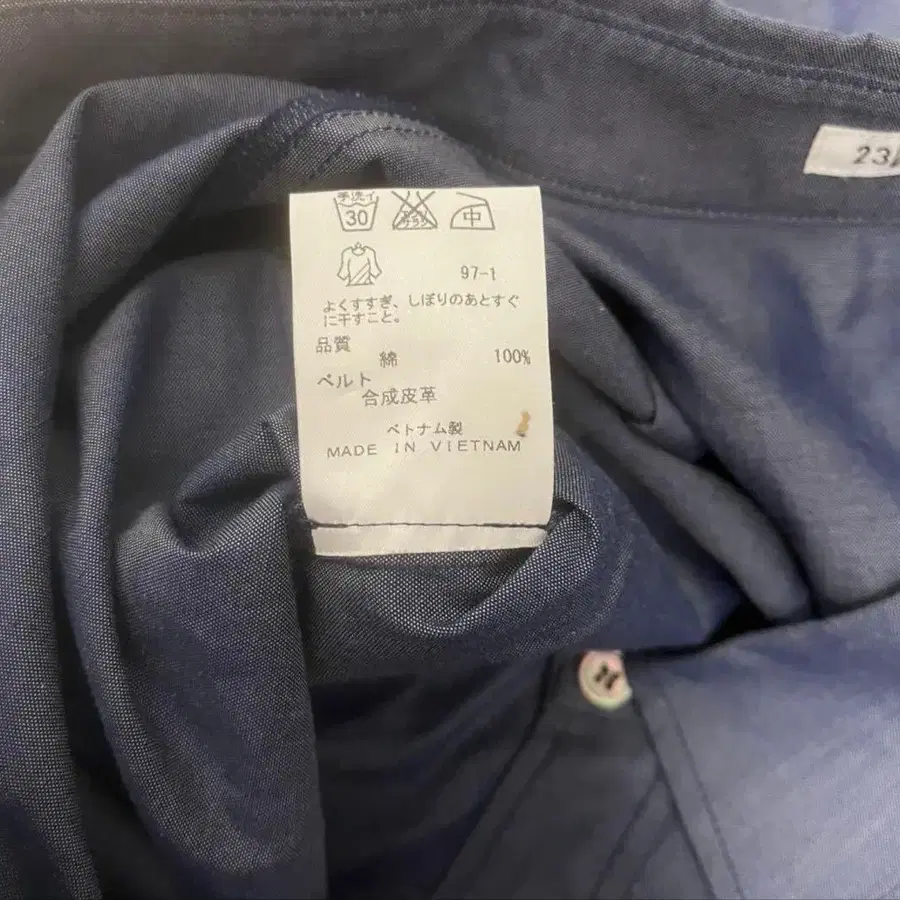 手洗イ
30
中
97-1
よくすすぎ、しぼりのあとすぐ
に干すこと。
品質
綿 100%
ベルト
合成皮革
ベトナム製
MADE IN VIETNAM